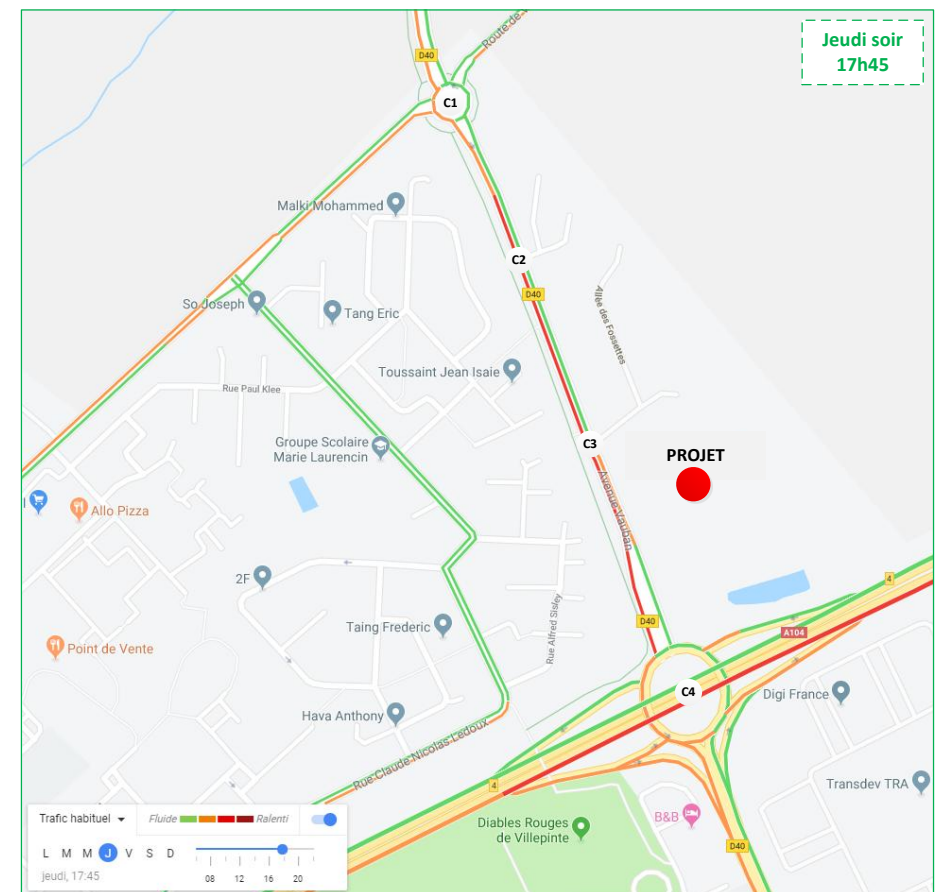 Jeudi soir
17h45
Route de
D40
C1
Malki Mohammed
C2
So Joseph
D40
Tang Eric
Allée des Fossettes
Toussaint Jean Isaie
Rue Paul Klee
C3
Groupe Scolaire
Marie Laurencin
PROJET
Avenue Vauban
Allo Pizza
2F
4
Rue Alfred Sisley
Taing Frederic
D40
A104
Point de Vente
C4
Digi France
Hava Anthony
Rue Claude Nicolas Ledoux
4
Transdev TRA
Trafic habituel
Fluide
Ralenti
Diables Rouges
de Villepinte
B&B
L M M J V S D
D40
jeudi, 17:45
08 12 16 20